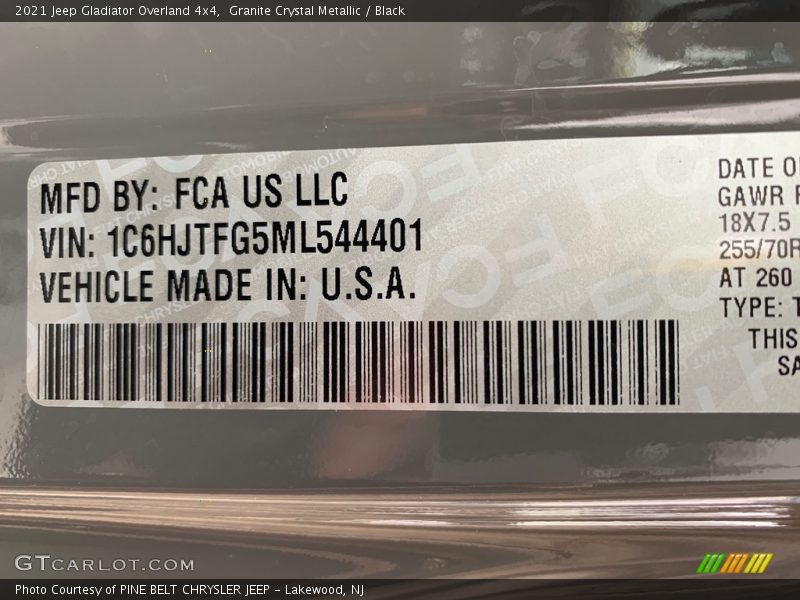 2021 Jeep Gladiator Overland 4x4,  Granite Crystal Metallic / Black
MFD BY: FCA US LLC
VIN: 1C6HJTFG5ML544401
VEHICLE MADE IN: U.S.A.
DATE O
GAWR
18X7.5
255/70R
AT 260
TYPE: T
THIS
SA
GTCARLOT.COM
Photo Courtesy of PINE BELT CHRYSLER JEEP - Lakewood, NJ